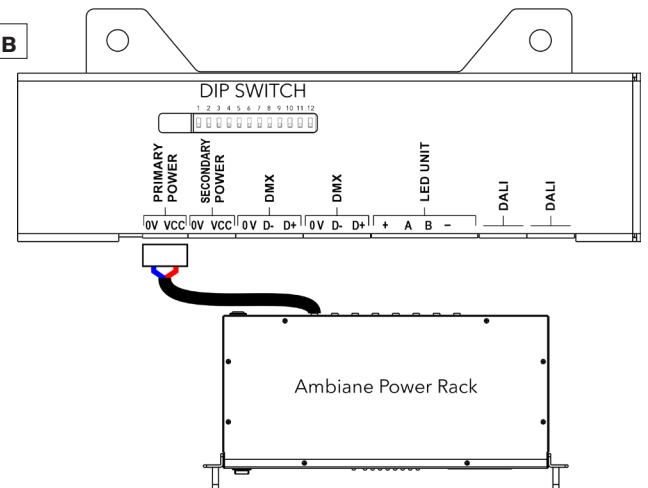 B
DIP SWITCH
1 2 3 4 5 6 7 8 9 10 11 12
PRIMARY
POWER
SECONDARY
POWER
DMX
DMX
LED UNIT
DALI
DALI
0V VCC 0V VCC 0V D- D+ 0V D- D+ + A B −
Ambiane Power Rack